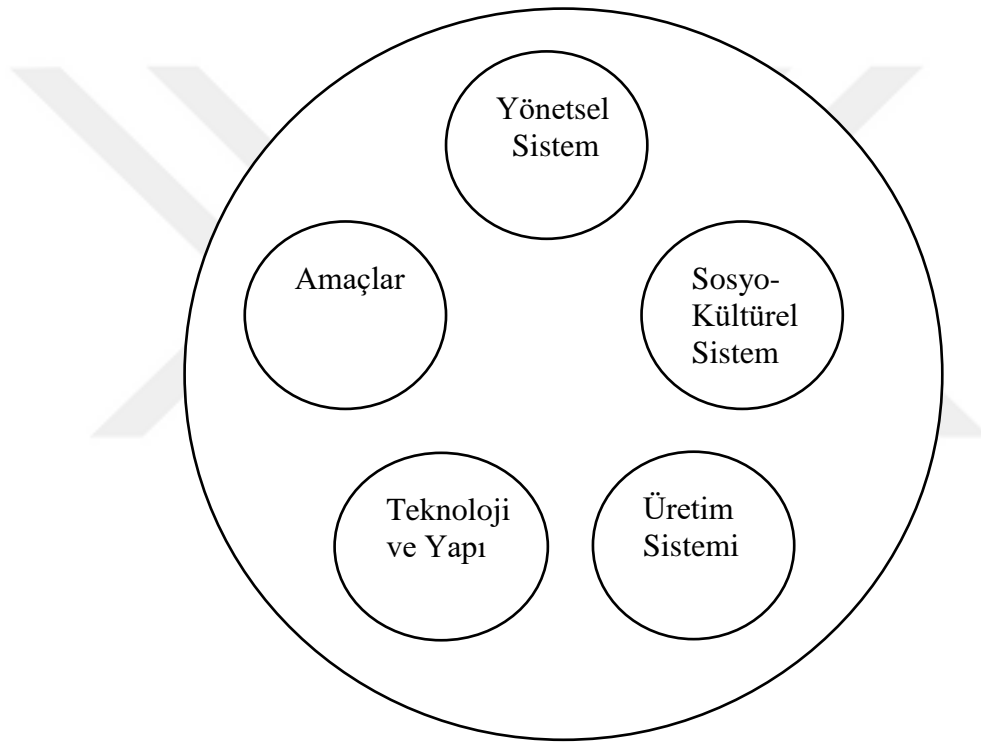 Yönetsel
Sistem
Amaçlar
Sosyo-
Kültürel
Sistem
Teknoloji
ve Yapı
Üretim
Sistemi